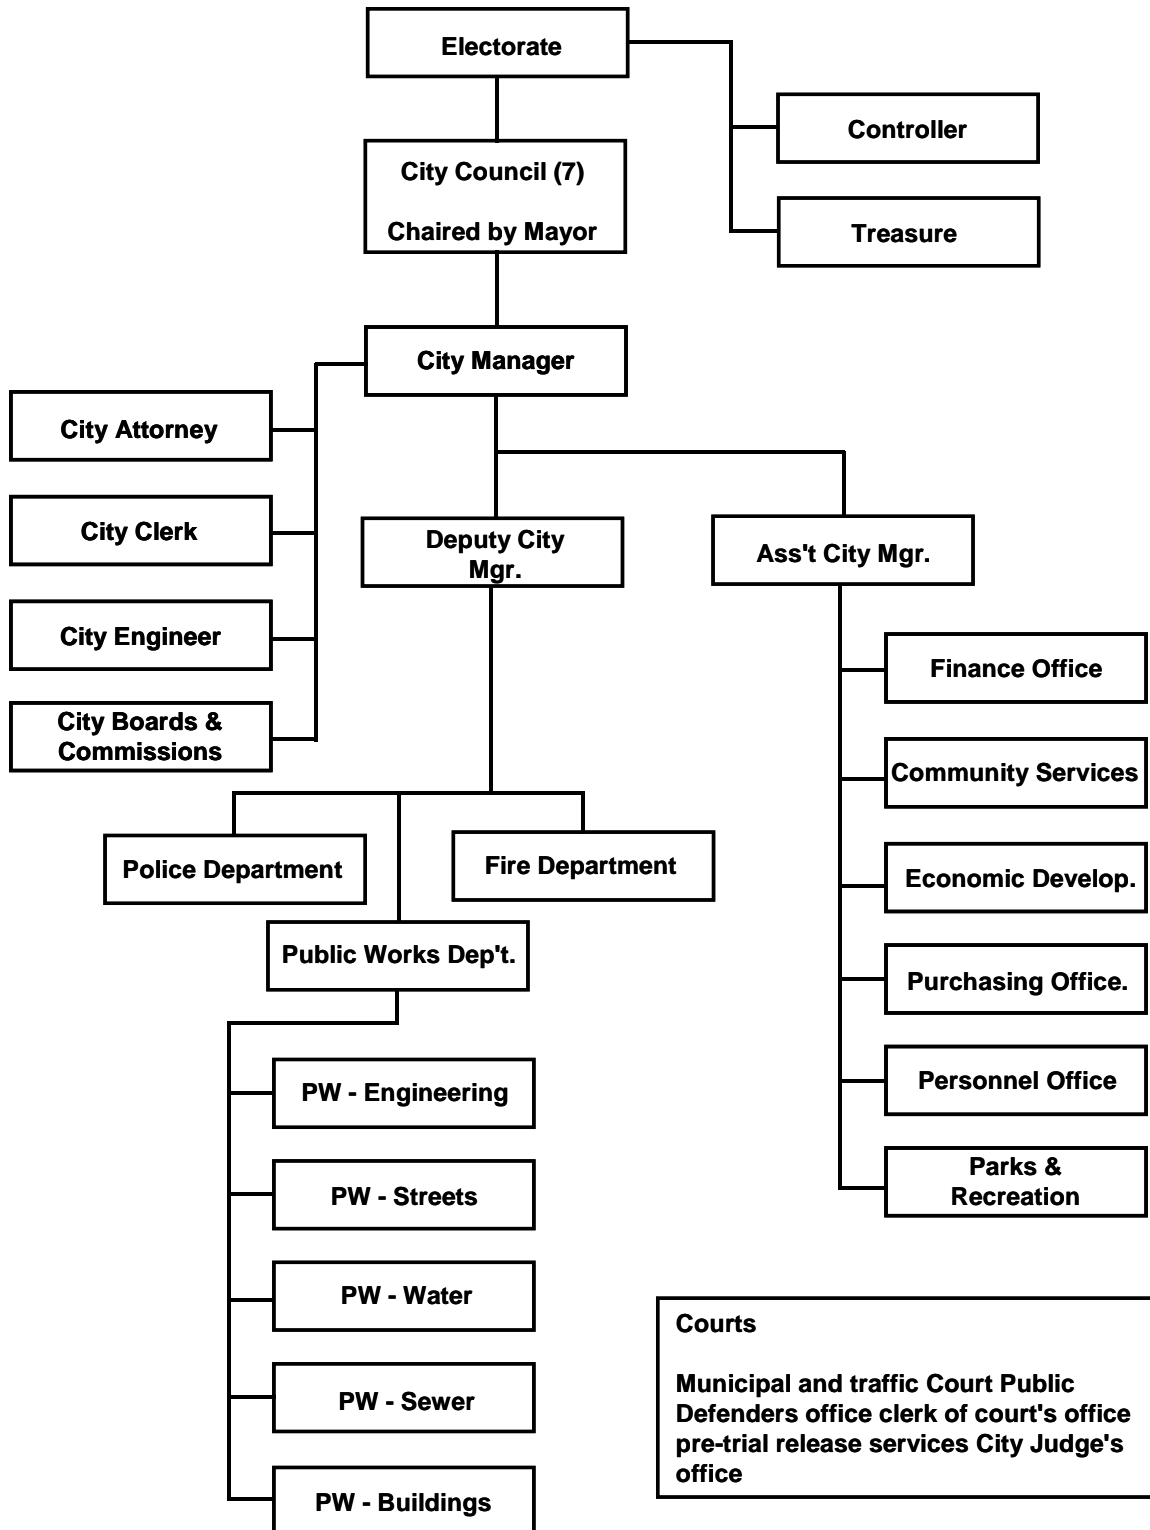 Electorate
Controller
City Council (7)
Chaired by Mayor
Treasure
City Manager
City Attorney
City Clerk
Deputy City
Mgr.
Ass't City Mgr.
City Engineer
Finance Office
City Boards &
Commissions
Community Services
Police Department
Fire Department
Economic Develop.
Public Works Dep't.
Purchasing Office.
PW - Engineering
Personnel Office
PW - Streets
Parks &
Recreation
PW - Water
PW - Sewer
PW - Buildings
Courts
Municipal and traffic Court Public
Defenders office clerk of court's office
pre-trial release services City Judge's
office